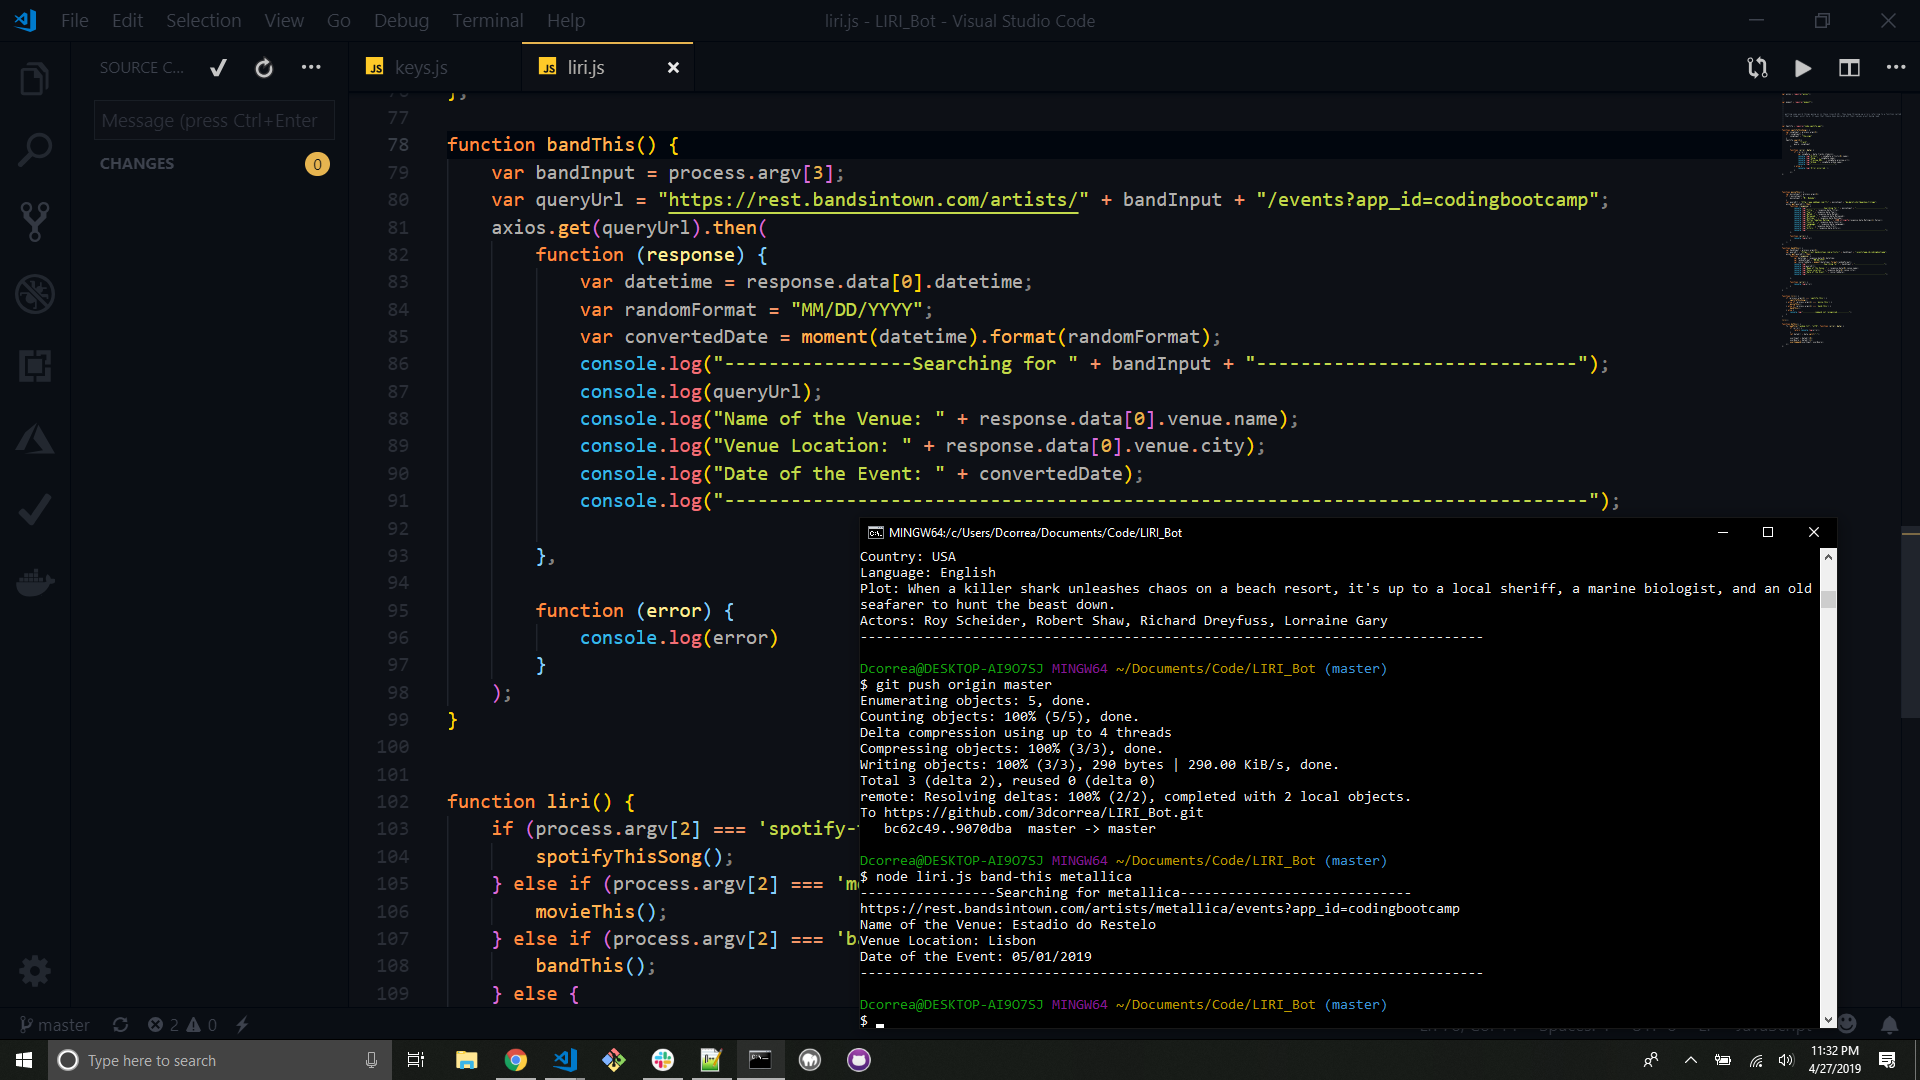 File Edit Selection View Go Debug Terminal Help
liri.js - LIRI_Bot - Visual Studio Code
SOURCE C...
Message (press Ctrl+Enter
CHANGES 0
JS keys.js
JS liri.js
77
78 function bandThis() {
79 var bandInput = process.argv[3];
80 var queryUrl = "https://rest.bandsintown.com/artists/" + bandInput + "/events?app_id=codingbootcamp";
81 axios.get(queryUrl).then(
82 function (response) {
83 var datetime = response.data[0].datetime;
84 var randomFormat = "MM/DD/YYYY";
85 var convertedDate = moment(datetime).format(randomFormat);
86 console.log("-----------------Searching for " + bandInput + "-----------------------------");
87 console.log(queryUrl);
88 console.log("Name of the Venue: " + response.data[0].venue.name);
89 console.log("Venue Location: " + response.data[0].venue.city);
90 console.log("Date of the Event: " + convertedDate);
91 console.log("------------------------------------------------------------------------------");
92
93 },
94
95 function (error) {
96 console.log(error)
97 }
98 );
99 }
100
101
102 function liri() {
103 if (process.argv[2] === 'spotify-
104 spotifyThisSong();
105 } else if (process.argv[2] === 'm
106 movieThis();
107 } else if (process.argv[2] === 'b
108 bandThis();
109 } else {
MINGW64:/c/Users/Dcorrea/Documents/Code/LIRI_Bot
Country: USA
Language: English
Plot: When a killer shark unleashes chaos on a beach resort, it's up to a local sheriff, a marine biologist, and an old
seafarer to hunt the beast down.
Actors: Roy Scheider, Robert Shaw, Richard Dreyfuss, Lorraine Gary
------------------------------------------------------------------------------
Dcorrea@DESKTOP-AI9O7SJ MINGW64 ~/Documents/Code/LIRI_Bot (master)
$ git push origin master
Enumerating objects: 5, done.
Counting objects: 100% (5/5), done.
Delta compression using up to 4 threads
Compressing objects: 100% (3/3), done.
Writing objects: 100% (3/3), 290 bytes | 290.00 KiB/s, done.
Total 3 (delta 2), reused 0 (delta 0)
remote: Resolving deltas: 100% (2/2), completed with 2 local objects.
To https://github.com/3dcorrea/LIRI_Bot.git
bc62c49..9070dba master -> master
Dcorrea@DESKTOP-AI9O7SJ MINGW64 ~/Documents/Code/LIRI_Bot (master)
$ node liri.js band-this metallica
-----------------Searching for metallica-----------------------------
https://rest.bandsintown.com/artists/metallica/events?app_id=codingbootcamp
Name of the Venue: Estadio do Restelo
Venue Location: Lisbon
Date of the Event: 05/01/2019
------------------------------------------------------------------------------
Dcorrea@DESKTOP-AI9O7SJ MINGW64 ~/Documents/Code/LIRI_Bot (master)
$
master 2 0
Type here to search
11:32 PM
4/27/2019